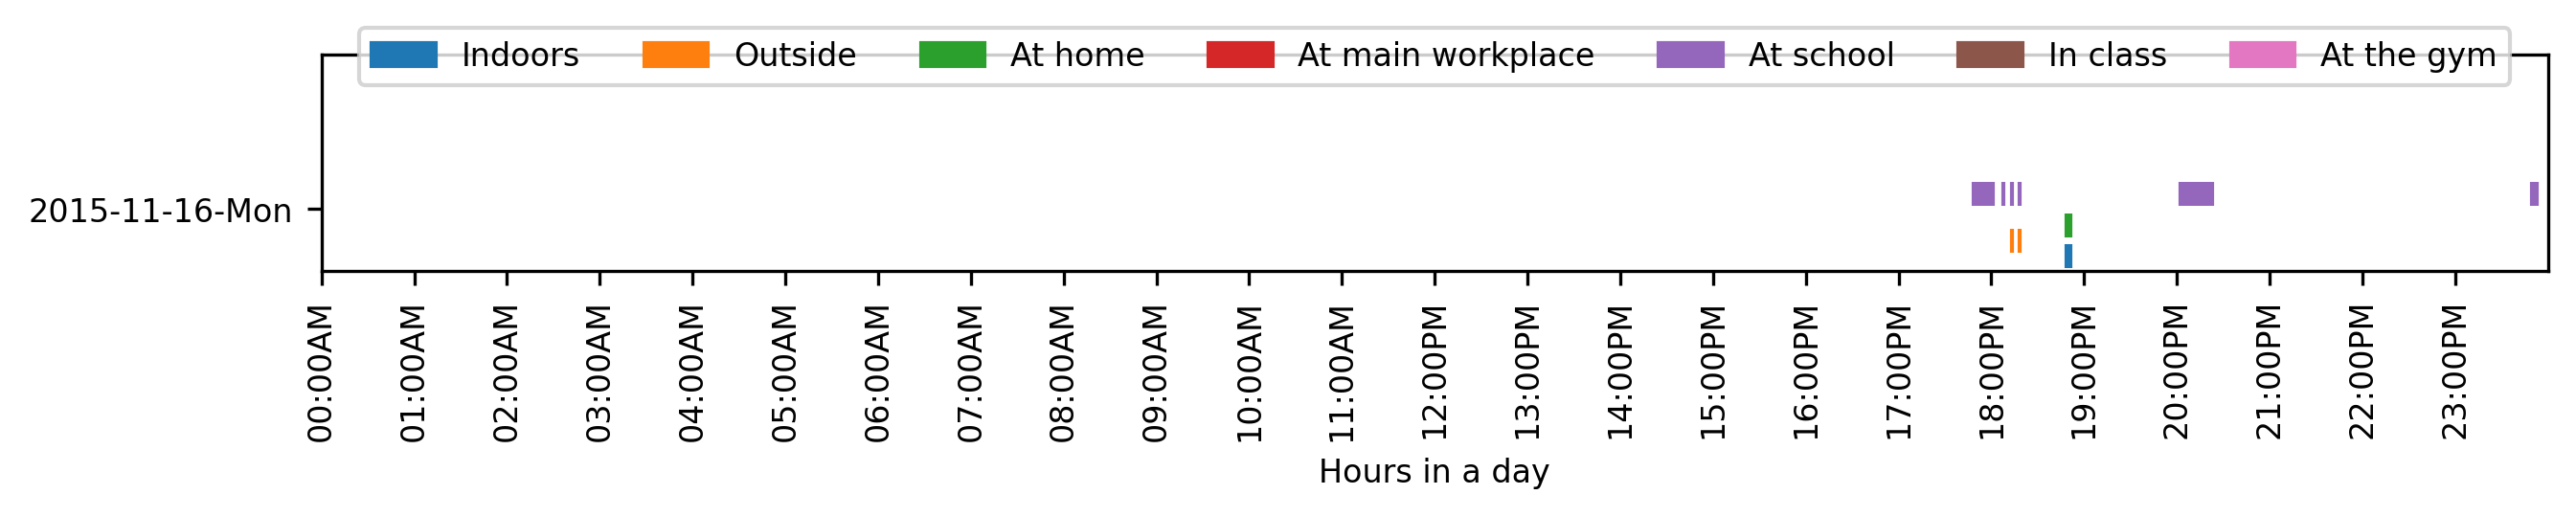 Indoors Outside At home At main workplace At school In class At the gym
2015-11-16-Mon
00:00AM 01:00AM 02:00AM 03:00AM 04:00AM 05:00AM 06:00AM 07:00AM 08:00AM 09:00AM 10:00AM 11:00AM 12:00PM 13:00PM 14:00PM 15:00PM 16:00PM 17:00PM 18:00PM 19:00PM 20:00PM 21:00PM 22:00PM 23:00PM
Hours in a day